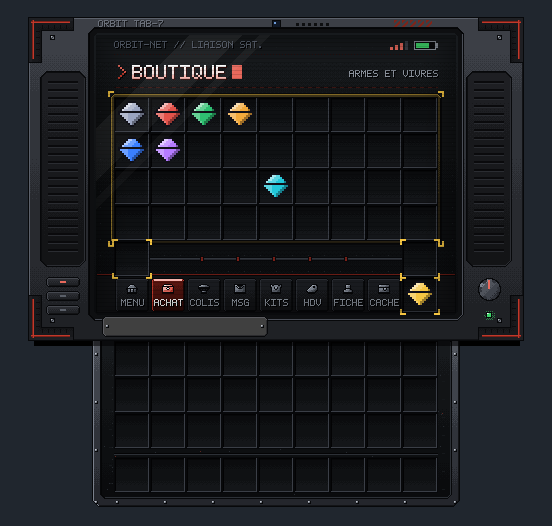 ORBIT TAB-7
ORBIT-NET // LIAISON SAT.
BOUTIQUE
ARMES ET VIVRES
MENU ACHAT COLIS MSG KITS HDV FICHE CACHE